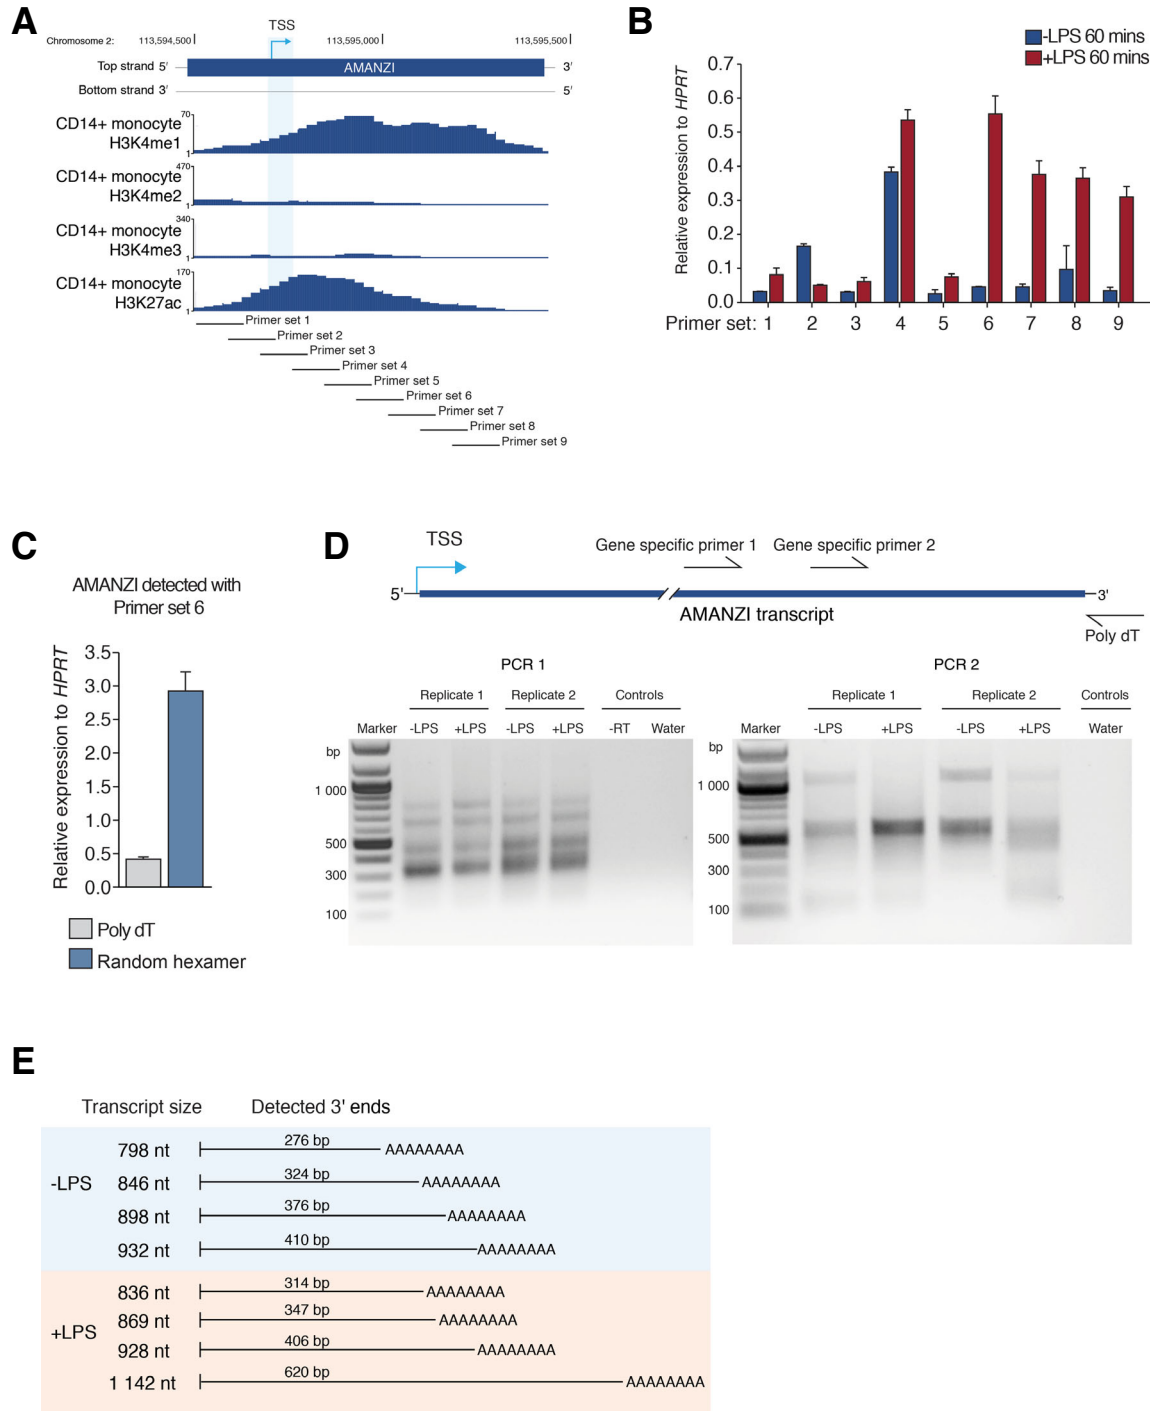 A
TSS
Chromosome 2: 113,594,500 113,595,000 113,595,500
Top strand 5' AMANZI 3'
Bottom strand 3' 5'
70
CD14+ monocyte
H3K4me1
1
470
CD14+ monocyte
H3K4me2
1
340
CD14+ monocyte
H3K4me3
1
170
CD14+ monocyte
H3K27ac
1
Primer set 1
Primer set 2
Primer set 3
Primer set 4
Primer set 5
Primer set 6
Primer set 7
Primer set 8
Primer set 9
B
-LPS 60 mins
+LPS 60 mins
Relative expression to HPRT
0.7
0.6
0.5
0.4
0.3
0.2
0.1
0.0
Primer set: 1 2 3 4 5 6 7 8 9
C
AMANZI detected with
Primer set 6
Relative expression to HPRT
3.5
3.0
2.5
2.0
1.5
1.0
0.5
0.0
Poly dT
Random hexamer
D
TSS
Gene specific primer 1 Gene specific primer 2
5' 3'
AMANZI transcript
Poly dT
PCR 1
Replicate 1 Replicate 2 Controls
Marker -LPS +LPS -LPS +LPS -RT Water
bp
1 000
500
300
100
PCR 2
Replicate 1 Replicate 2 Controls
Marker -LPS +LPS -LPS +LPS Water
bp
1 000
500
300
100
E
Transcript size Detected 3' ends
-LPS
798 nt 276 bp AAAAAAAA
846 nt 324 bp AAAAAAAA
898 nt 376 bp AAAAAAAA
932 nt 410 bp AAAAAAAA
+LPS
836 nt 314 bp AAAAAAAA
869 nt 347 bp AAAAAAAA
928 nt 406 bp AAAAAAAA
1 142 nt 620 bp AAAAAAAA